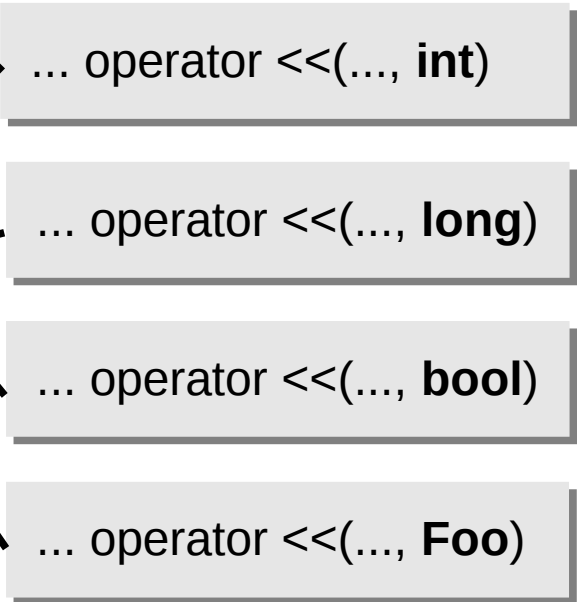 ... operator <<(..., int)
... operator <<(..., long)
... operator <<(..., bool)
... operator <<(..., Foo)